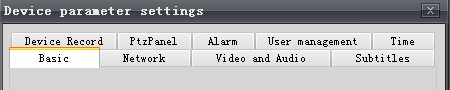 Device parameter settings
Device Record PtzPanel Alarm User management Time
Basic Network Video and Audio Subtitles